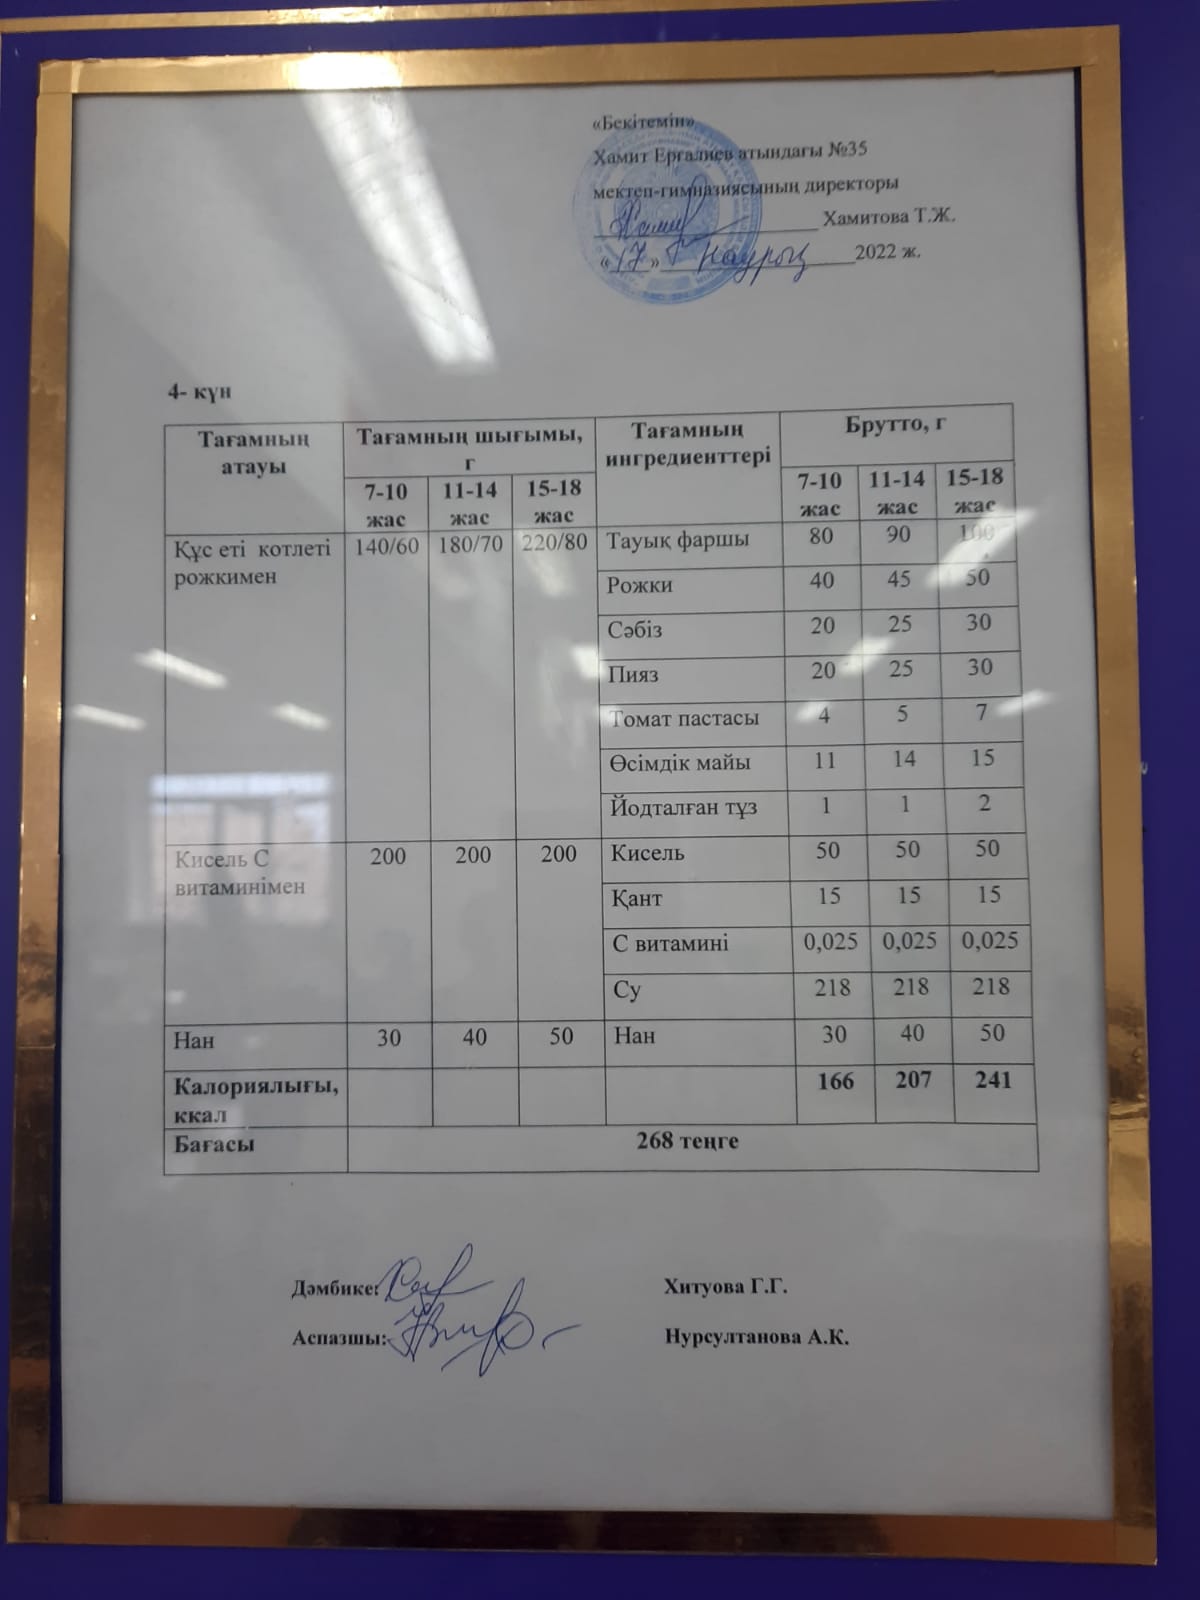 «Бекітемін»
Хамит Ергалиев атындағы №35
мектеп-гимназиясының директоры
Хамитова Т.Ж.
«17» наурыз 2022 ж.
4- күн
Тағамның атауы Тағамның шығымы, г Тағамның ингредиенттері Брутто, г
7-10 жас 11-14 жас 15-18 жас 7-10 жас 11-14 жас 15-18 жас
Құс еті котлеті рожкимен 140/60 180/70 220/80 Тауық фаршы 80 90 100
Рожки 40 45 50
Сәбіз 20 25 30
Пияз 20 25 30
Томат пастасы 4 5 7
Өсімдік майы 11 14 15
Йодталған тұз 1 1 2
Кисель С витаминімен 200 200 200 Кисель 50 50 50
Қант 15 15 15
С витамині 0,025 0,025 0,025
Су 218 218 218
Нан 30 40 50 Нан 30 40 50
Калориялығы, ккал 166 207 241
Бағасы 268 теңге
Дәмбике: Хитуова Г.Г.
Аспазшы: Нурсултанова А.К.